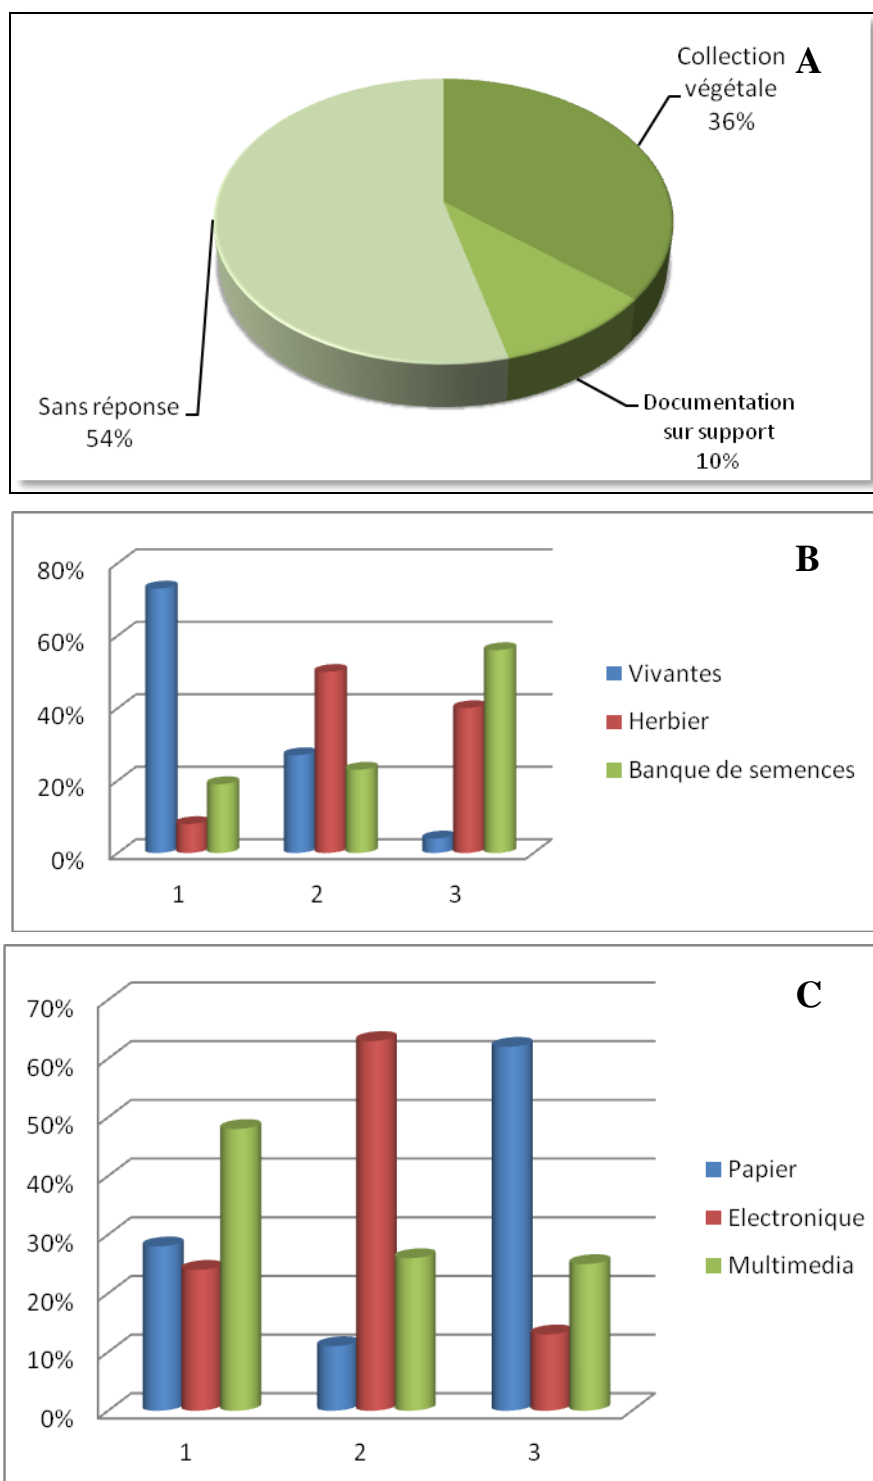 A
Collection
végétale
36%
Sans réponse
54%
Documentation
sur support
10%
B
80%
60%
40%
20%
0%
1 2 3
Vivantes
Herbier
Banque de semences
C
70%
60%
50%
40%
30%
20%
10%
0%
1 2 3
Papier
Electronique
Multimedia